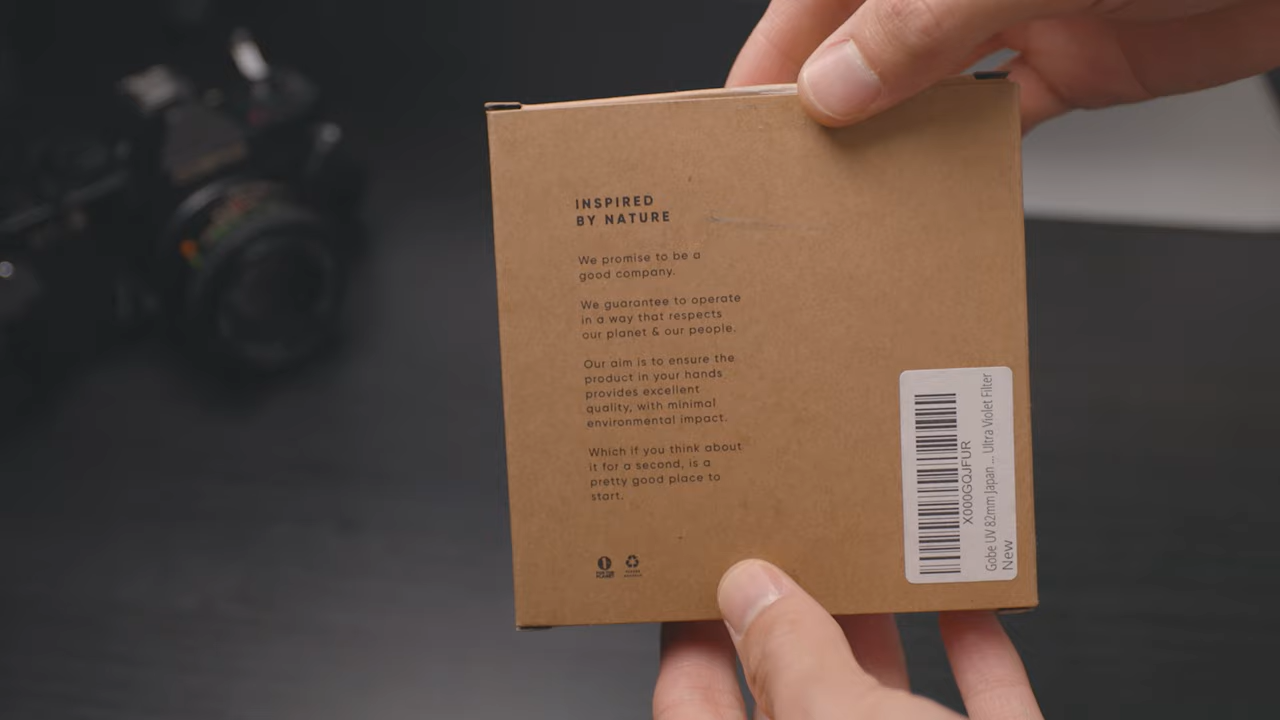 INSPIRED
BY NATURE
We promise to be a
good company.
We guarantee to operate
in a way that respects
our planet & our people.
Our aim is to ensure the
product in your hands
provides excellent
quality, with minimal
environmental impact.
Which if you think about
it for a second, is a
pretty good place to
start.
X000GQJFUR
Gobe UV 82mm Japan ... Ultra Violet Filter
New